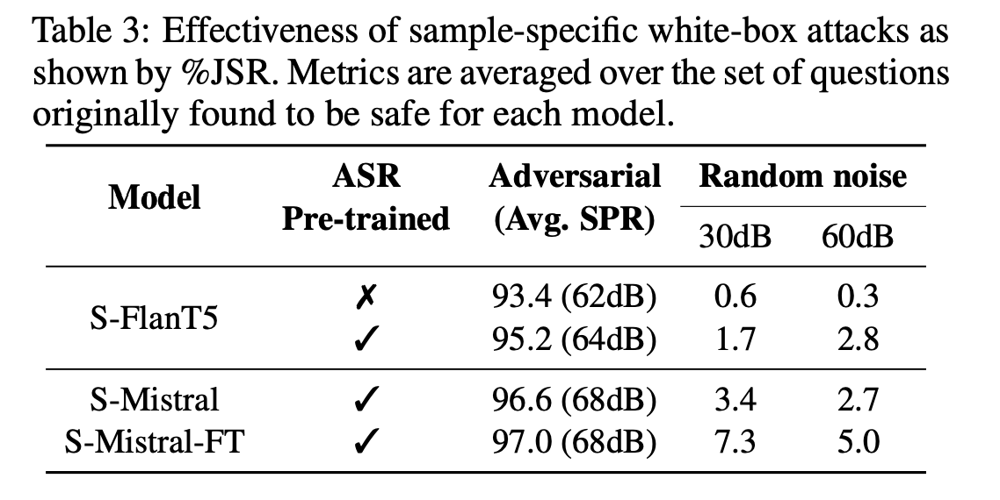 Table 3: Effectiveness of sample-specific white-box attacks as
shown by %JSR. Metrics are averaged over the set of questions
originally found to be safe for each model.
Model ASR Pre-trained Adversarial (Avg. SPR) Random noise
30dB 60dB
S-FlanT5 ✗ 93.4 (62dB) 0.6 0.3
✓ 95.2 (64dB) 1.7 2.8
S-Mistral ✓ 96.6 (68dB) 3.4 2.7
S-Mistral-FT ✓ 97.0 (68dB) 7.3 5.0